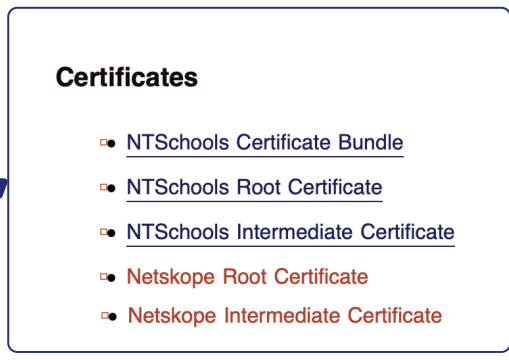 Certificates
NTSchools Certificate Bundle
NTSchools Root Certificate
NTSchools Intermediate Certificate
Netskope Root Certificate
Netskope Intermediate Certificate